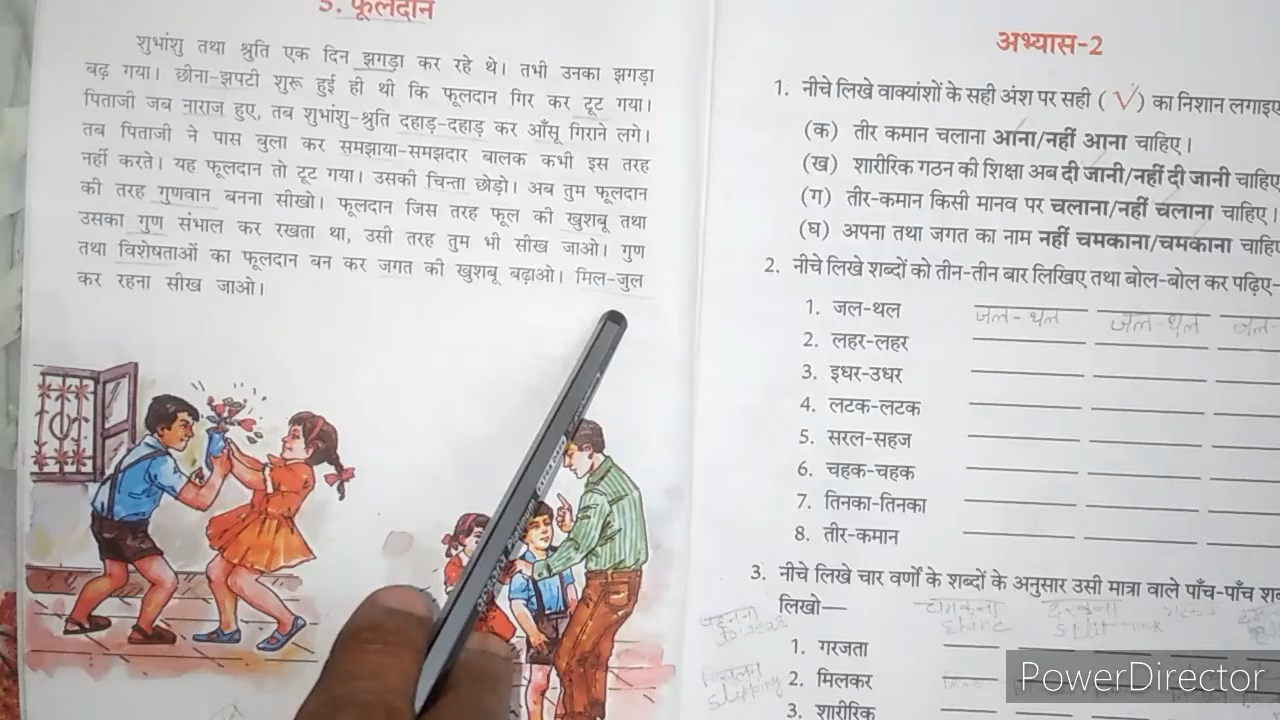 5. फूलदान
शुभांशु तथा श्रुति एक दिन झगड़ा कर रहे थे। तभी उनका झगड़ा
बढ़ गया। छीना-झपटी शुरू हुई ही थी कि फूलदान गिर कर टूट गया।
पिताजी जब नाराज हुए, तब शुभांशु-श्रुति दहाड़-दहाड़ कर आँसू गिराने लगे।
तब पिताजी ने पास बुला कर समझाया-समझदार बालक कभी इस तरह
नहीं करते। यह फूलदान तो टूट गया। उसकी चिन्ता छोड़ो। अब तुम फूलदान
की तरह गुणवान बनना सीखो। फूलदान जिस तरह फूल की खुशबू तथा
उसका गुण संभाल कर रखता था, उसी तरह तुम भी सीख जाओ। गुण
तथा विशेषताओं का फूलदान बन कर जगत की खुशबू बढ़ाओ। मिल-जुल
कर रहना सीख जाओ।
अभ्यास-2
1. नीचे लिखे वाक्यांशों के सही अंश पर सही (√) का निशान लगाइए
(क) तीर कमान चलाना आना/नहीं आना चाहिए।
(ख) शारीरिक गठन की शिक्षा अब दी जानी/नहीं दी जानी चाहिए
(ग) तीर-कमान किसी मानव पर चलाना/नहीं चलाना चाहिए।
(घ) अपना तथा जगत का नाम नहीं चमकाना/चमकाना चाहि
2. नीचे लिखे शब्दों को तीन-तीन बार लिखिए तथा बोल-बोल कर पढ़िए-
1. जल-थल जल-थल जल-थल जल-
2. लहर-लहर
3. इधर-उधर
4. लटक-लटक
5. सरल-सहज
6. चहक-चहक
7. तिनका-तिनका
8. तीर-कमान
3. नीचे लिखे चार वर्णों के शब्दों के अनुसार उसी मात्रा वाले पाँच-पाँच शब
लिखो—
चमकना
shine
1. गरजता
फिसलन
slipping
2. मिलकर
3. शारीरिक
PowerDirector